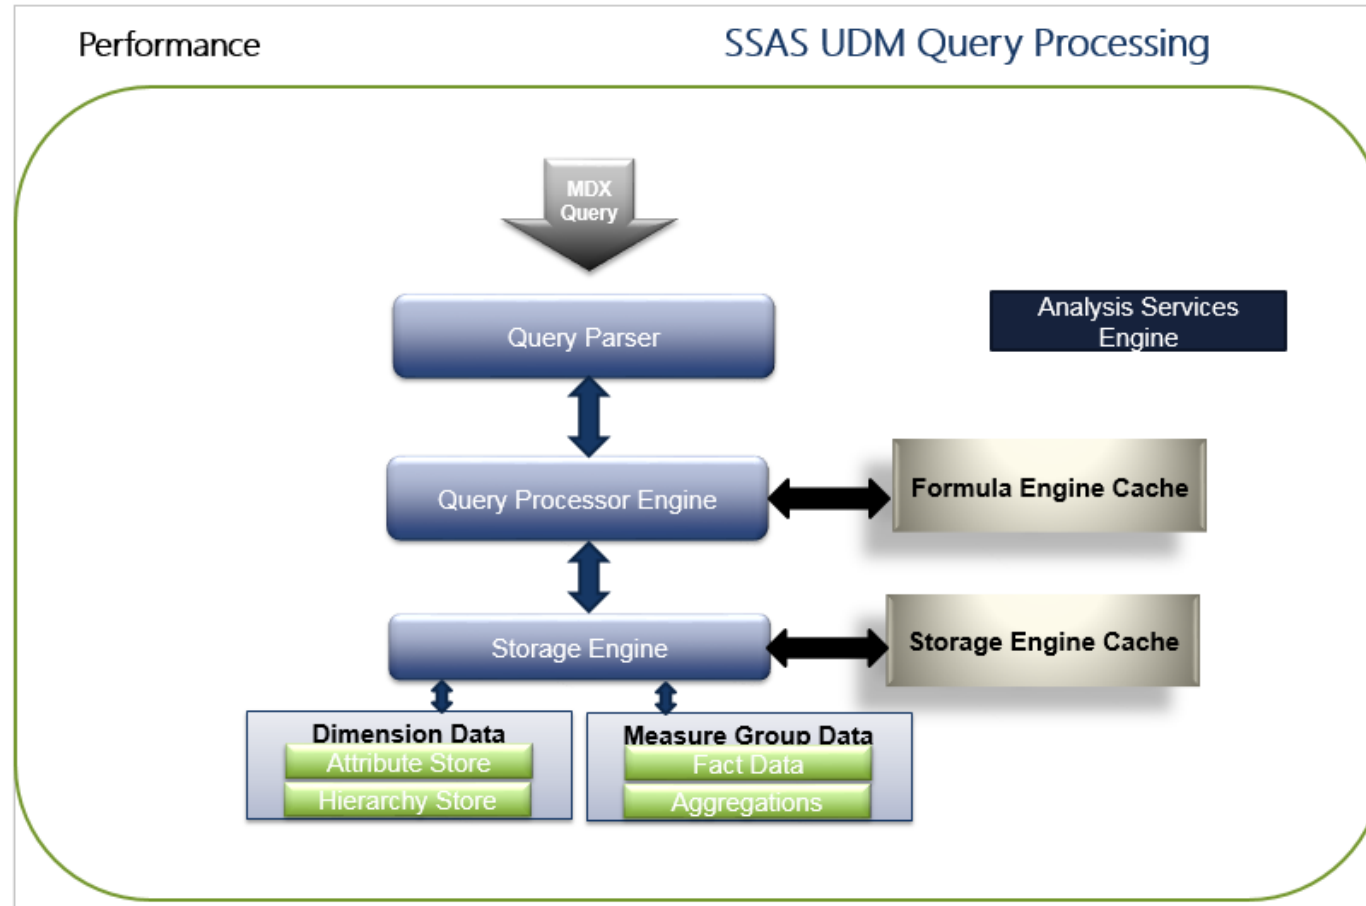 Performance
SSAS UDM Query Processing
MDX
Query
Query Parser
Analysis Services
Engine
Query Processor Engine
Formula Engine Cache
Storage Engine
Storage Engine Cache
Dimension Data
Attribute Store
Hierarchy Store
Measure Group Data
Fact Data
Aggregations